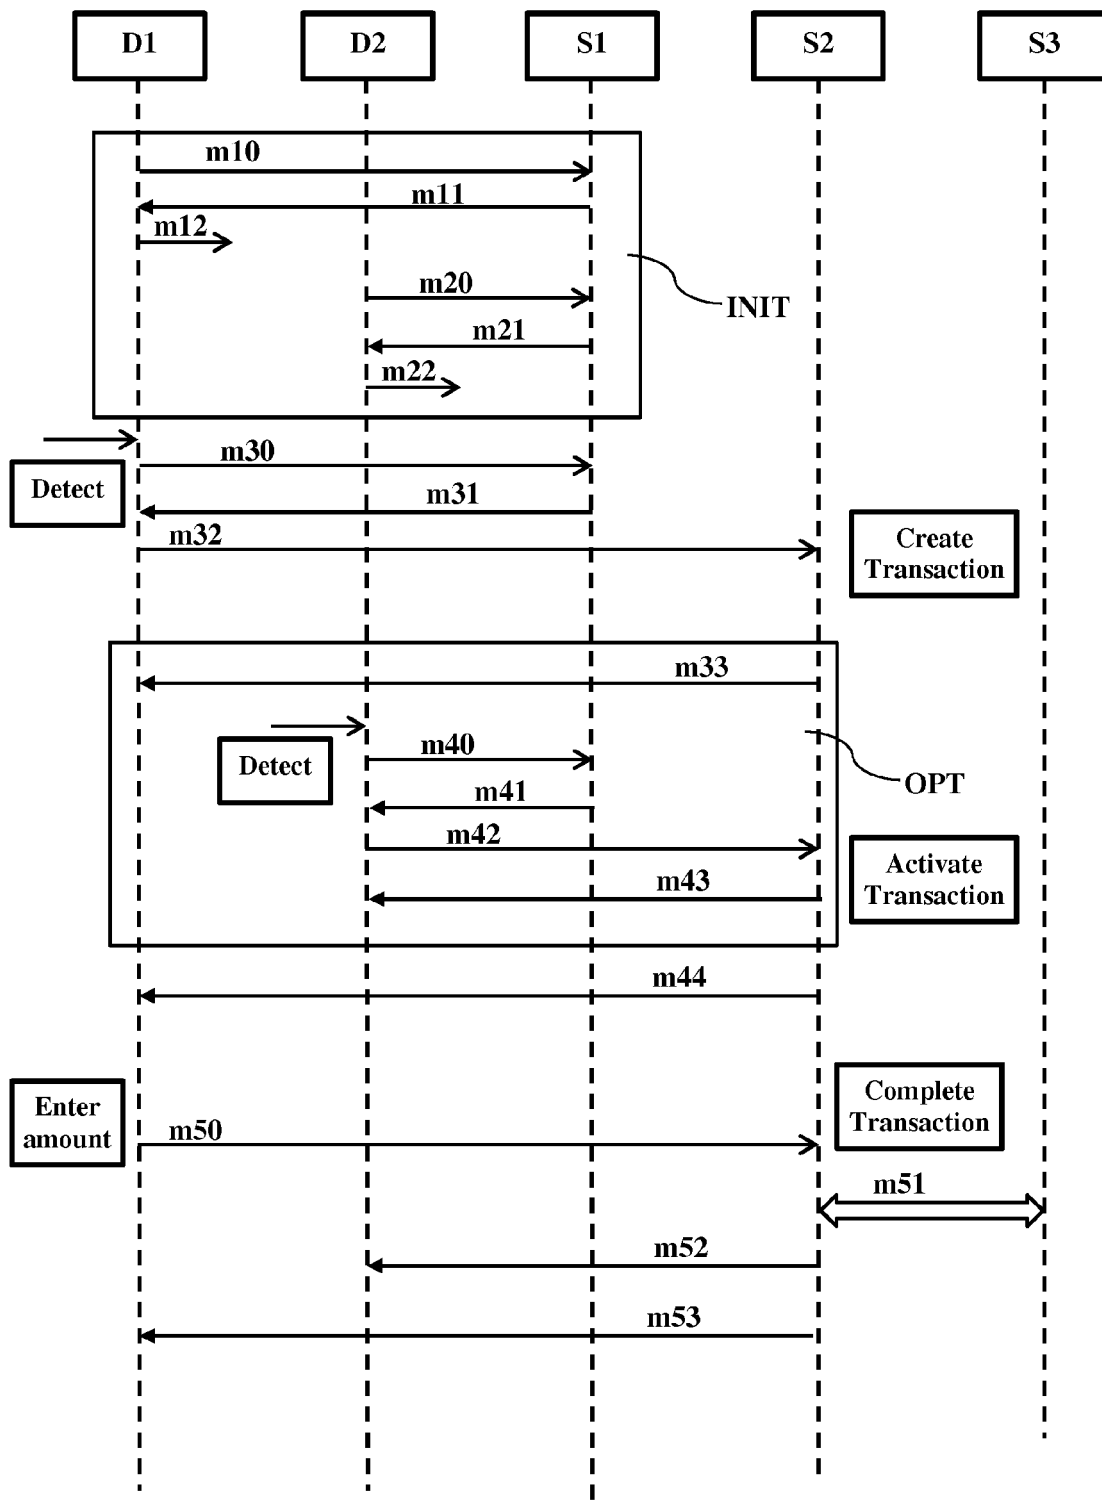 D1
D2
S1
S2
S3
m10
m11
m12
m20
INIT
m21
m22
m30
Detect
m31
m32
Create
Transaction
m33
m40
Detect
OPT
m41
m42
Activate
Transaction
m43
m44
Complete
Transaction
Enter
amount
m50
m51
m52
m53